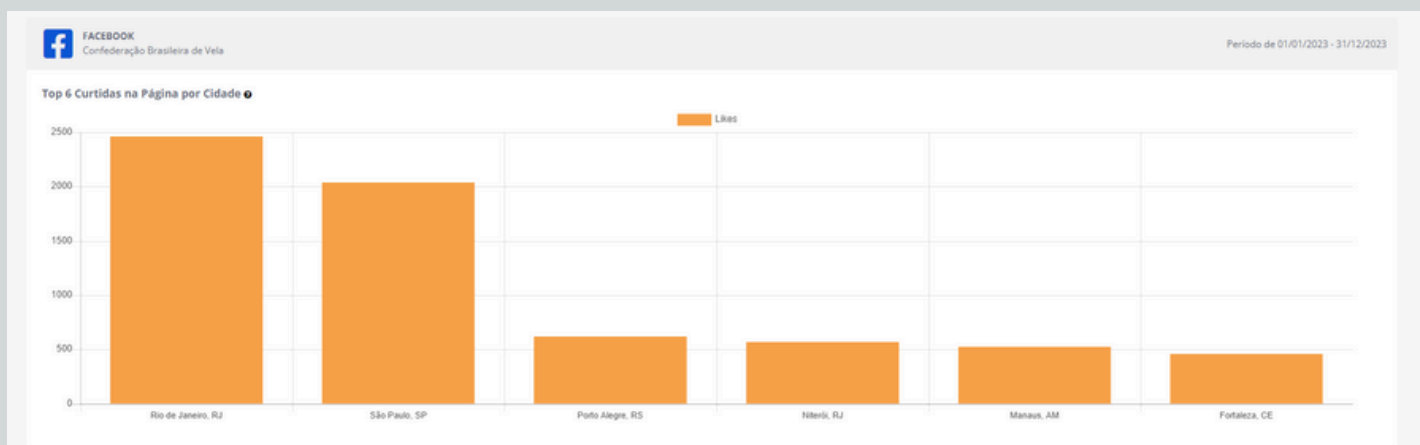 FACEBOOK
Confederação Brasileira de Vela
Período de 01/01/2023 - 31/12/2023
Top 6 Curtidas na Página por Cidade
Likes
2500
2000
1500
1000
500
0
Rio de Janeiro, RJ
São Paulo, SP
Porto Alegre, RS
Niterói, RJ
Manaus, AM
Fortaleza, CE